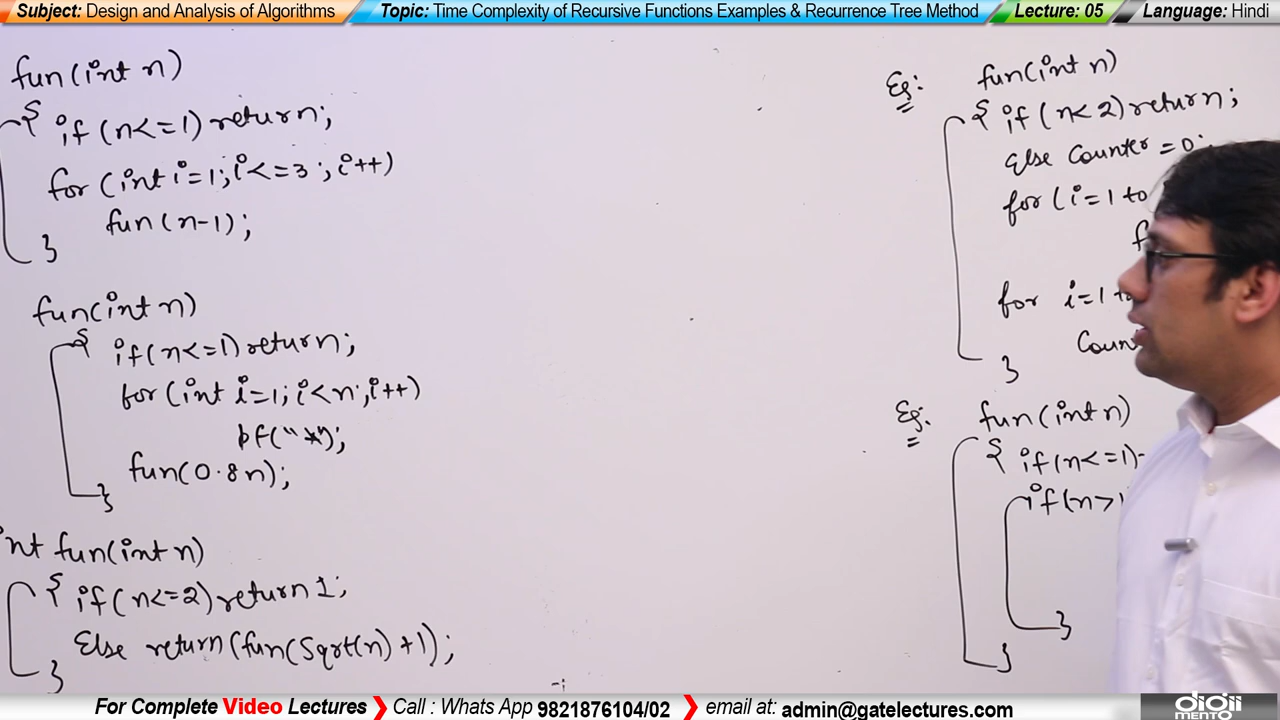 Subject: Design and Analysis of Algorithms Topic: Time Complexity of Recursive Functions Examples & Recurrence Tree Method Lecture: 05 Language: Hindi
fun(int n)
{ if (n<=1) return n;
for (int i=1; i<=3; i++)
fun(n-1);
}
fun(int n)
{ if(n<=1) return n;
for (int i=1; i<n; i++)
pf("*");
fun(0.8n);
}
int fun(int n)
{ if(n<=2) return 1;
Else return (fun(Sqrt(n)+1);
}
Eg: fun(int n)
{ if (n<2) return n;
Else Counter = 0;
for (i=1 to
for i=1 to
Coun
}
Eg: fun(int n)
{ if(n<=1)
if(n>1
}
}
For Complete Video Lectures ❯ Call : Whats App 9821876104/02 ❯ email at: admin@gatelectures.com
digii
MENTO